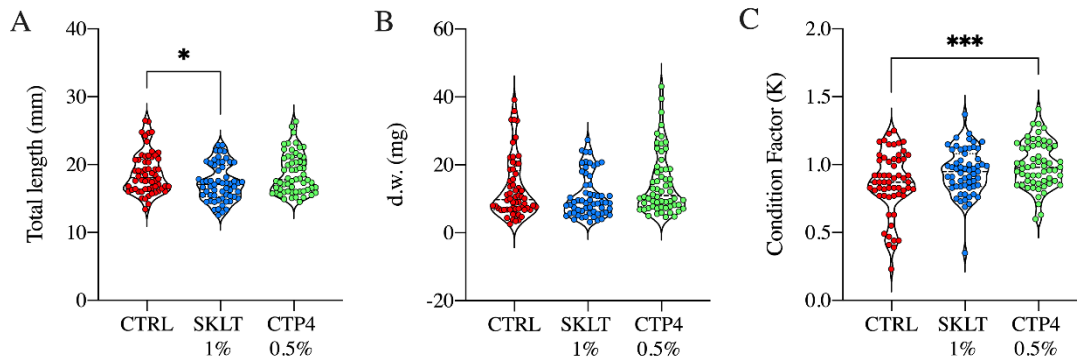 A
Total length (mm)
40
30
20
10
0
*
CTRL SKLT CTP4
1% 0.5%
B
d.w. (mg)
60
40
20
0
-20
CTRL SKLT CTP4
1% 0.5%
C
Condition Factor (K)
2.0
1.5
1.0
0.5
0.0
***
CTRL SKLT CTP4
1% 0.5%